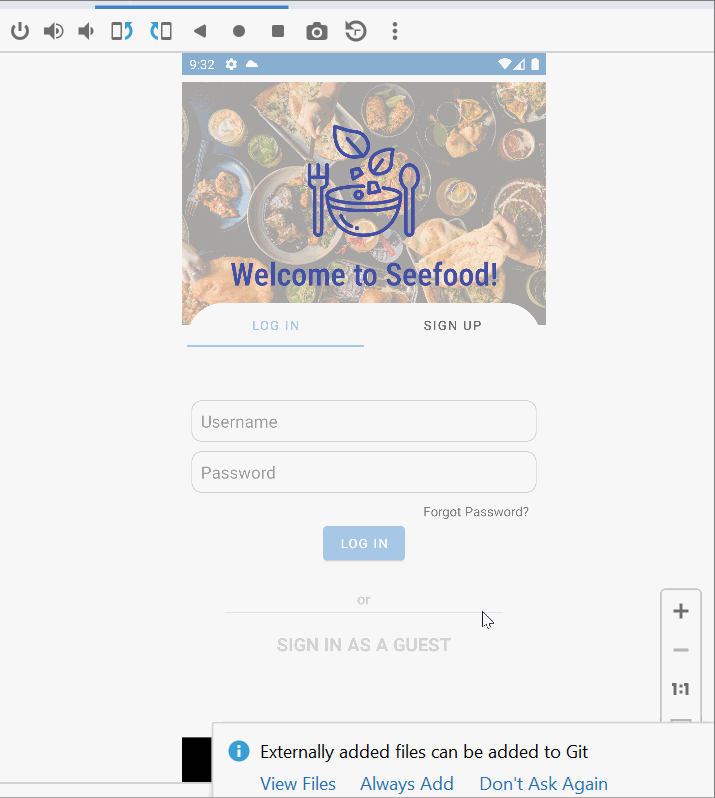 9:32
Welcome to Seefood!
LOG IN
SIGN UP
Username
Password
Forgot Password?
LOG IN
or
SIGN IN AS A GUEST
1:1
Externally added files can be added to Git
View Files Always Add Don't Ask Again